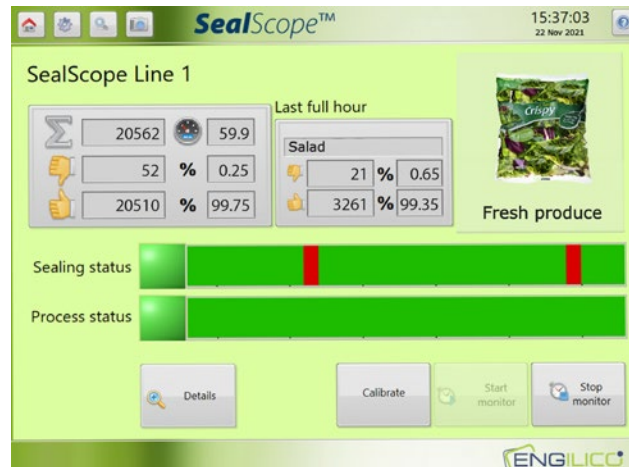 SealScope™
15:37:03
22 Nov 2021
SealScope Line 1
20562 59.9
52 % 0.25
20510 % 99.75
Last full hour
Salad
21 % 0.65
3261 % 99.35
Crispy
Fresh produce
Sealing status
Process status
Details
Calibrate
Start
monitor
Stop
monitor
ENGILICO